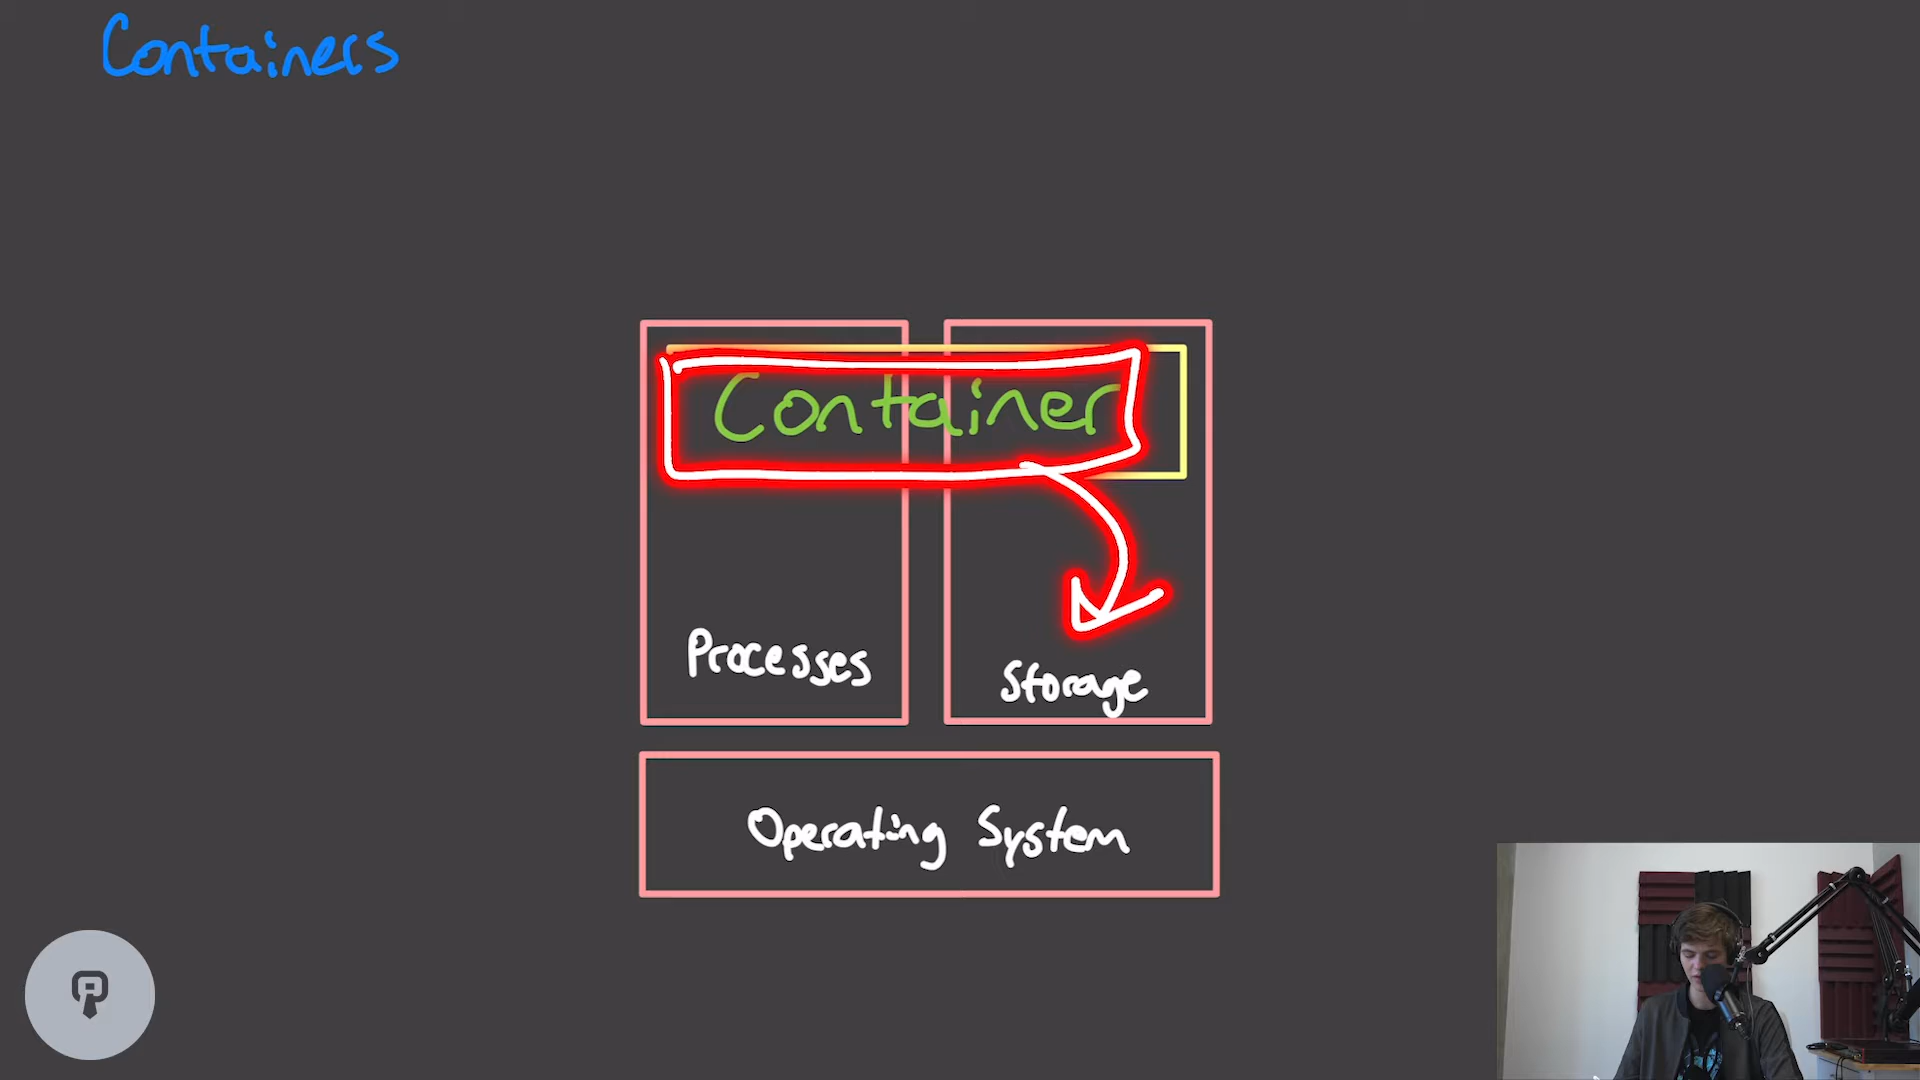 Containers
Container
Processes
Storage
Operating System